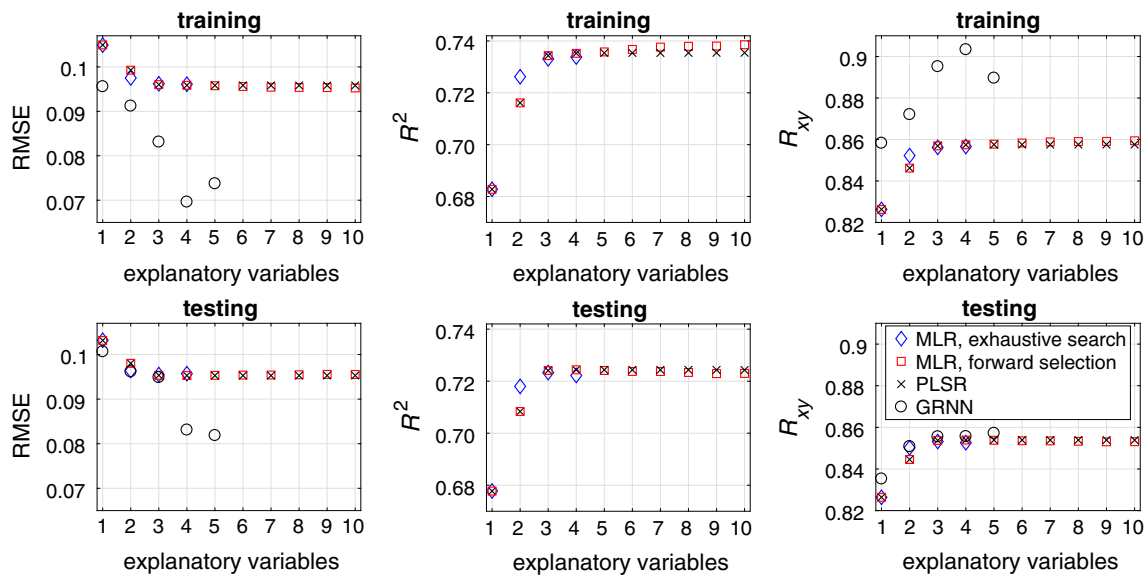 training
RMSE
0.1
0.09
0.08
0.07
1 2 3 4 5 6 7 8 9 10
explanatory variables
training
R²
0.74
0.72
0.70
0.68
1 2 3 4 5 6 7 8 9 10
explanatory variables
training
Rxy
0.9
0.88
0.86
0.84
0.82
1 2 3 4 5 6 7 8 9 10
explanatory variables
testing
RMSE
0.1
0.09
0.08
0.07
1 2 3 4 5 6 7 8 9 10
explanatory variables
testing
R²
0.74
0.72
0.70
0.68
1 2 3 4 5 6 7 8 9 10
explanatory variables
testing
Rxy
0.9
0.88
0.86
0.84
0.82
MLR, exhaustive search
MLR, forward selection
PLSR
GRNN
1 2 3 4 5 6 7 8 9 10
explanatory variables